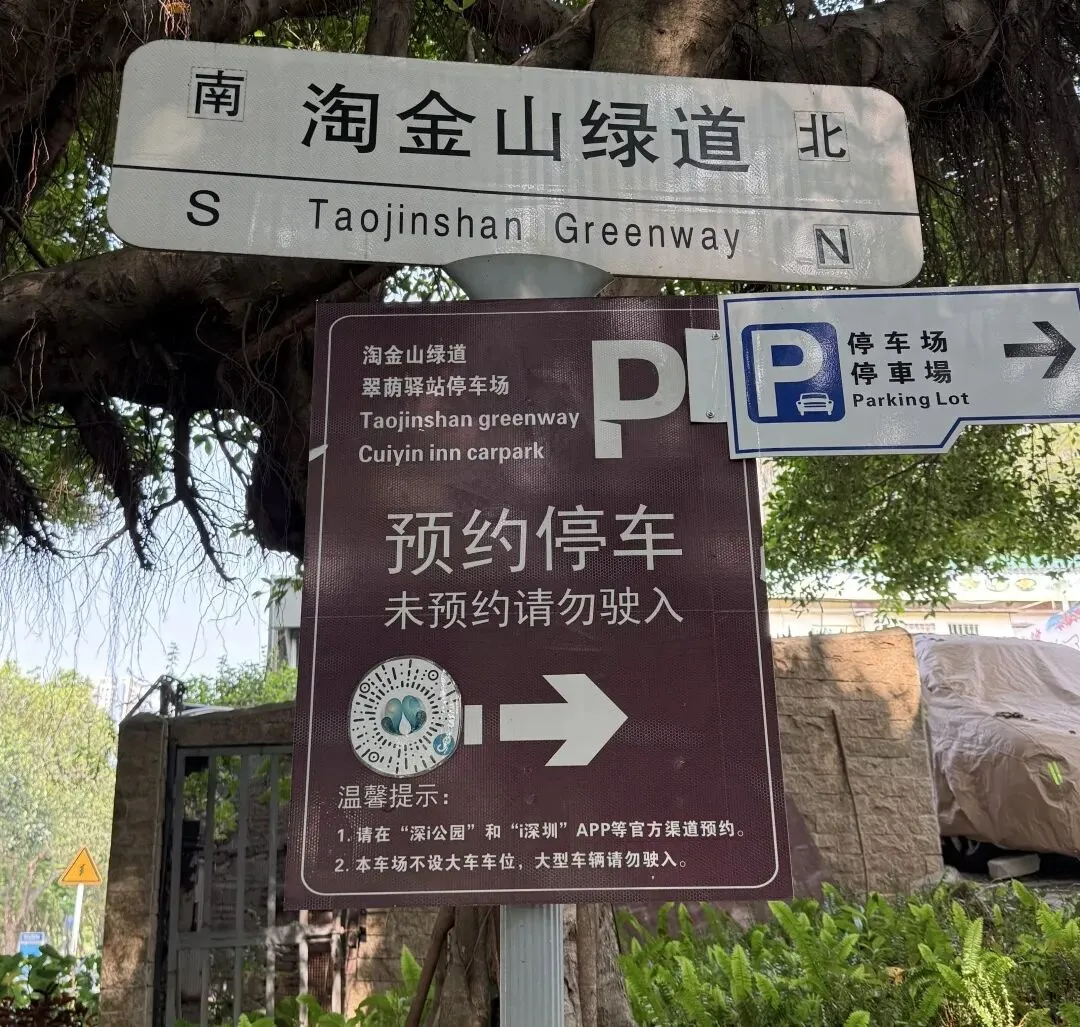 南 淘金山绿道 北
S Taojinshan Greenway N
淘金山绿道
翠荫驿站停车场
Taojinshan greenway
Cuiyin inn carpark
P
P
停车场
停車場
Parking Lot
预约停车
未预约请勿驶入
温馨提示：
1. 请在“深i公园”和“i深圳”APP等官方渠道预约。
2. 本车场不设大车车位，大型车辆请勿驶入。